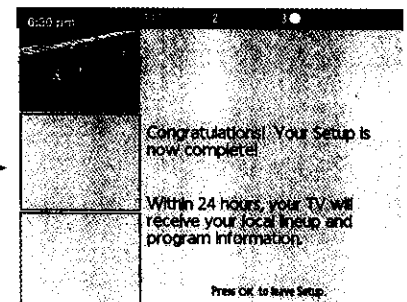 6:30 pm 1 2 3
Congratulations! Your Setup is
now complete!
Within 24 hours, your TV will
receive your local lineup and
program information.
Press OK to leave Setup.